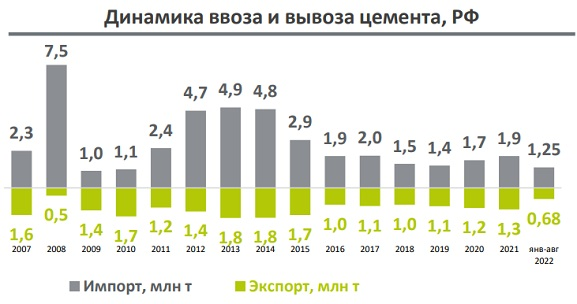 Динамика ввоза и вывоза цемента, РФ
7,5
4,7 4,9 4,8
2,3 2,4 2,9
1,0 1,1 1,9 2,0 1,5 1,4 1,7 1,9 1,25
1,6 0,5 1,4 1,7 1,2 1,4 1,8 1,8 1,7 1,0 1,1 1,0 1,1 1,2 1,3 0,68
2007 2008 2009 2010 2011 2012 2013 2014 2015 2016 2017 2018 2019 2020 2021 янв-авг
2022
Импорт, млн т Экспорт, млн т